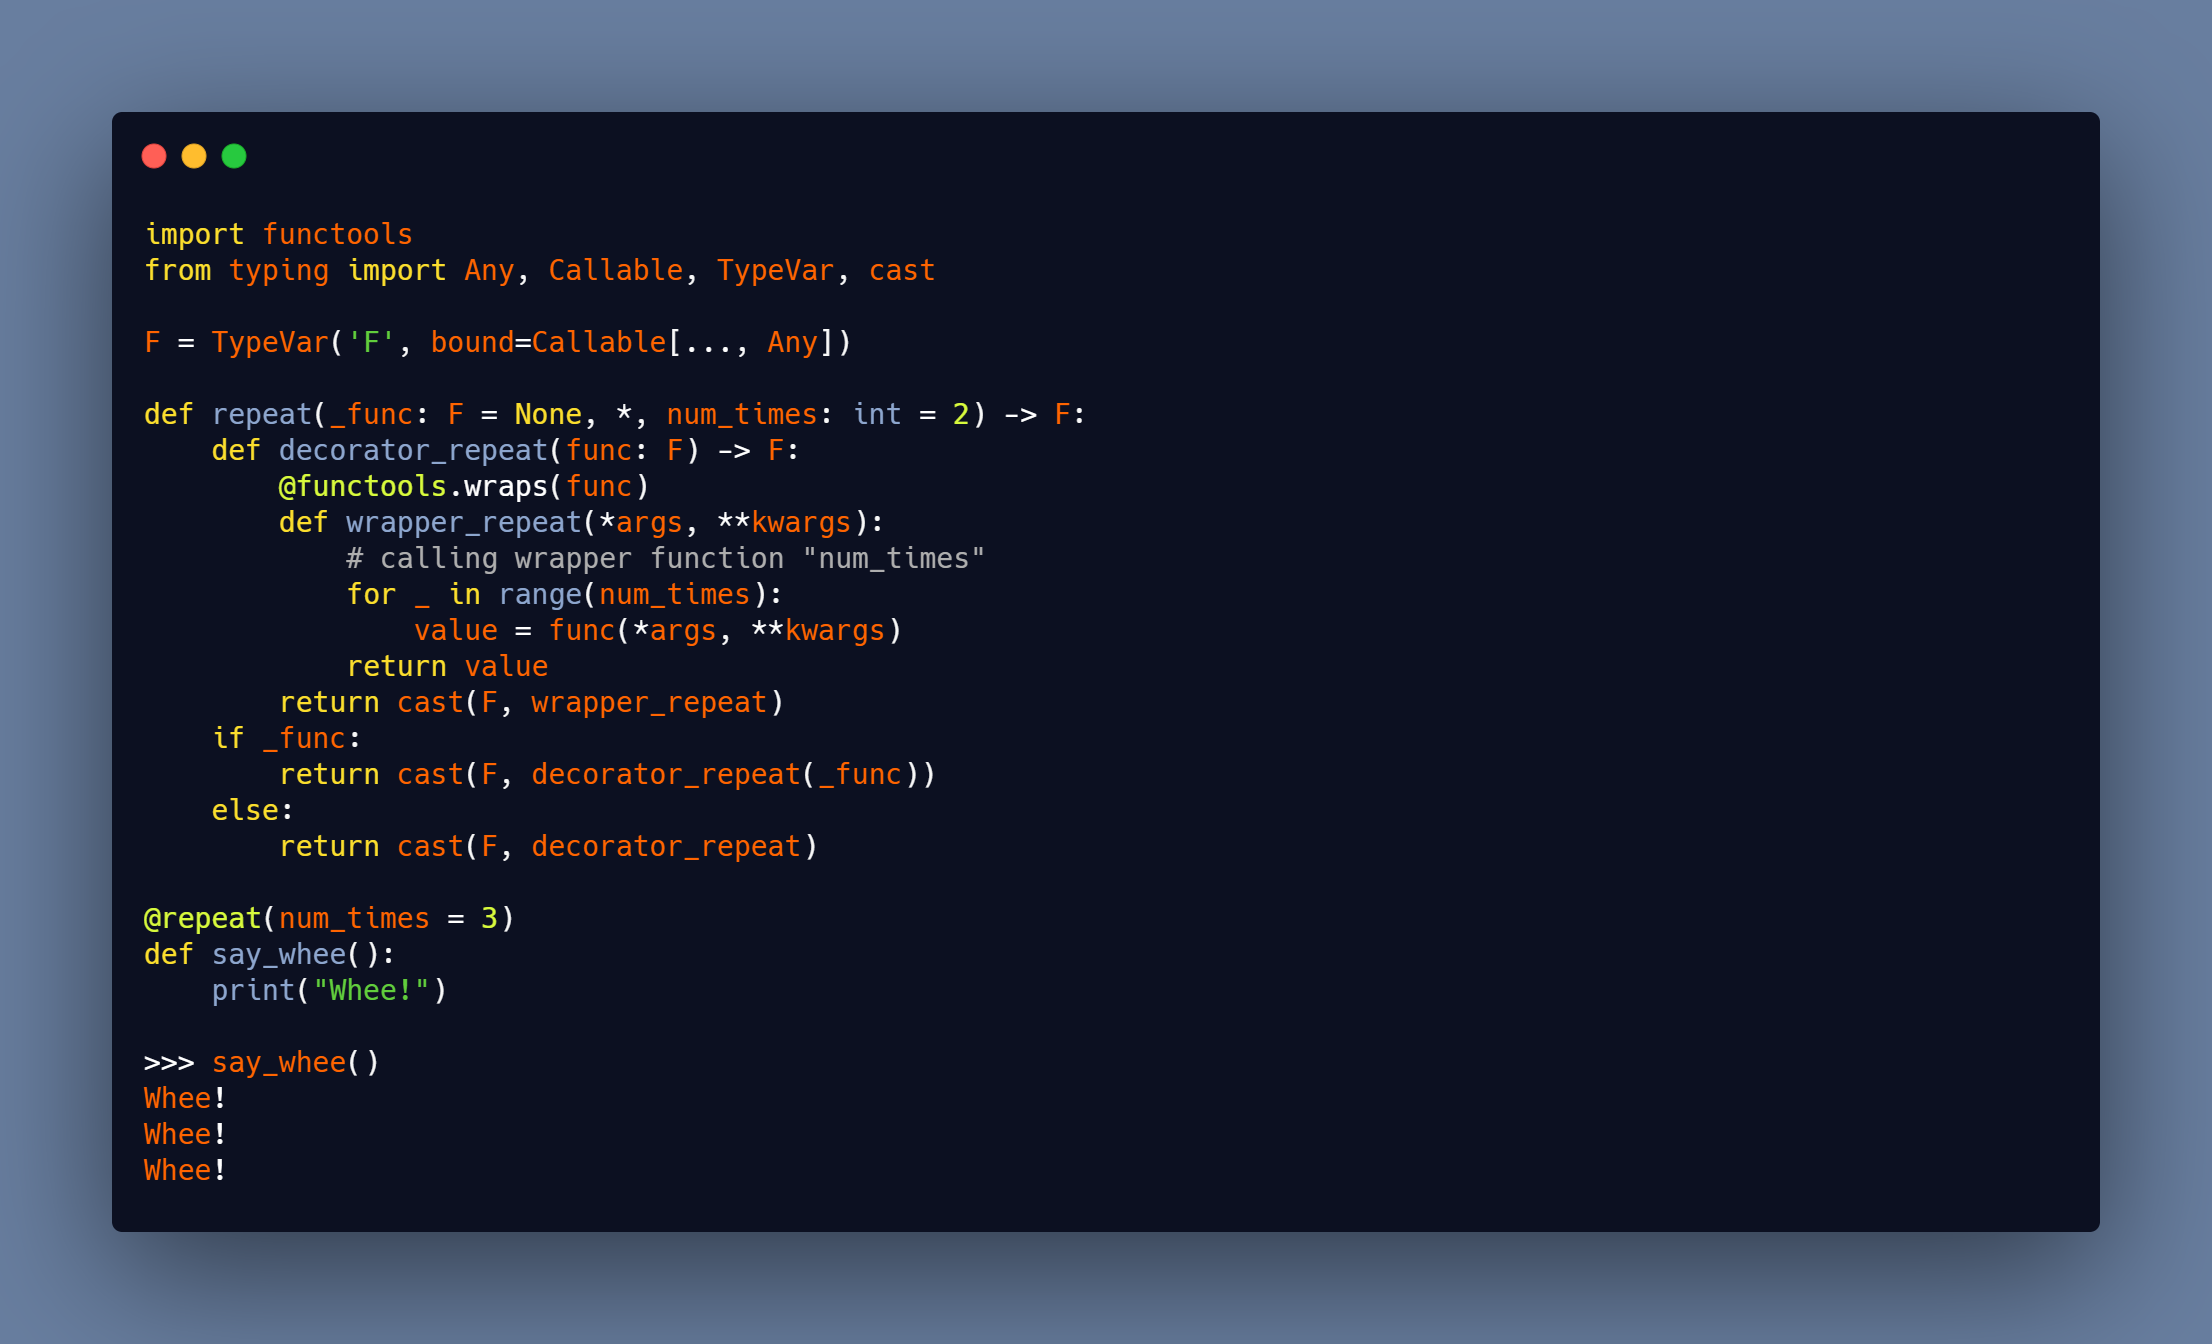 import functools
from typing import Any, Callable, TypeVar, cast

F = TypeVar('F', bound=Callable[..., Any])

def repeat(_func: F = None, *, num_times: int = 2) -> F:
    def decorator_repeat(func: F) -> F:
        @functools.wraps(func)
        def wrapper_repeat(*args, **kwargs):
            # calling wrapper function "num_times"
            for _ in range(num_times):
                value = func(*args, **kwargs)
            return value
        return cast(F, wrapper_repeat)
    if _func:
        return cast(F, decorator_repeat(_func))
    else:
        return cast(F, decorator_repeat)

@repeat(num_times = 3)
def say_whee():
    print("Whee!")

>>> say_whee()
Whee!
Whee!
Whee!